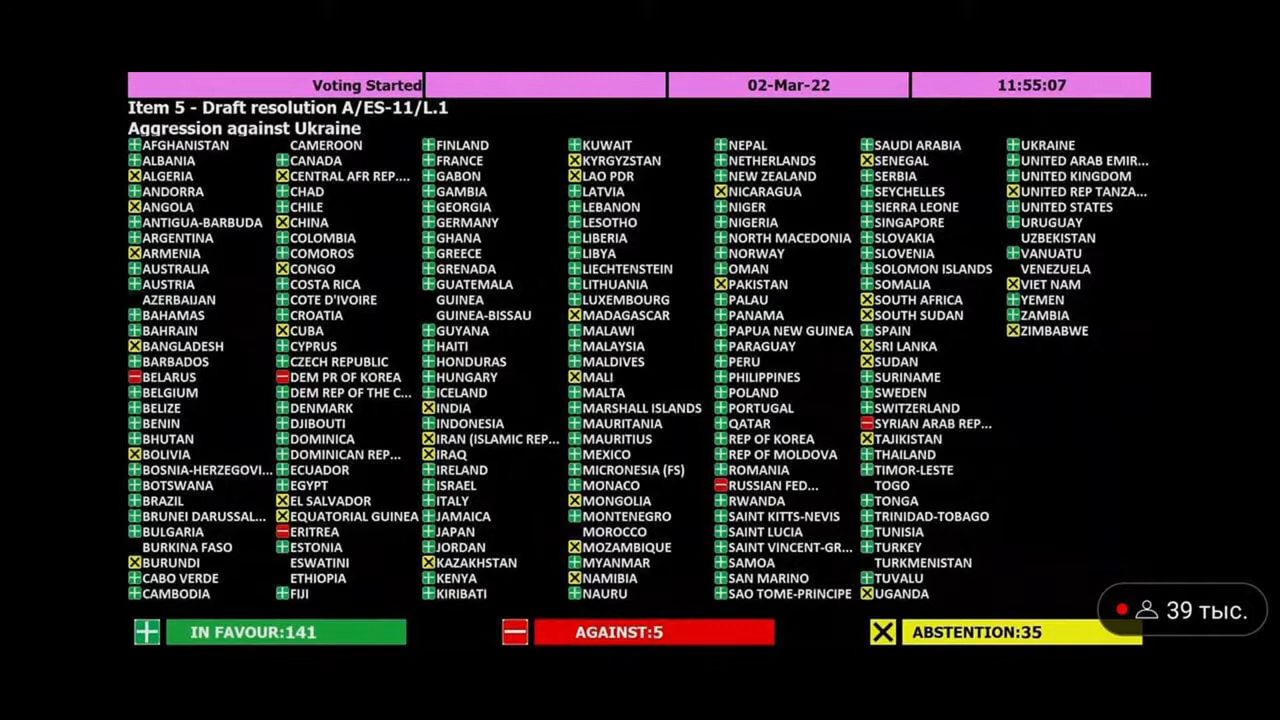 Voting Started 02-Mar-22 11:55:07
Item 5 - Draft resolution A/ES-11/L.1
Aggression against Ukraine
AFGHANISTAN
ALBANIA
ALGERIA
ANDORRA
ANGOLA
ANTIGUA-BARBUDA
ARGENTINA
ARMENIA
AUSTRALIA
AUSTRIA
AZERBAIJAN
BAHAMAS
BAHRAIN
BANGLADESH
BARBADOS
BELARUS
BELGIUM
BELIZE
BENIN
BHUTAN
BOLIVIA
BOSNIA-HERZEGOVI...
BOTSWANA
BRAZIL
BRUNEI DARUSSAL...
BULGARIA
BURKINA FASO
BURUNDI
CABO VERDE
CAMBODIA
CAMEROON
CANADA
CENTRAL AFR REP....
CHAD
CHILE
CHINA
COLOMBIA
COMOROS
CONGO
COSTA RICA
COTE D'IVOIRE
CROATIA
CUBA
CYPRUS
CZECH REPUBLIC
DEM PR OF KOREA
DEM REP OF THE C...
DENMARK
DJIBOUTI
DOMINICA
DOMINICAN REP...
ECUADOR
EGYPT
EL SALVADOR
EQUATORIAL GUINEA
ERITREA
ESTONIA
ESWATINI
ETHIOPIA
FIJI
FINLAND
FRANCE
GABON
GAMBIA
GEORGIA
GERMANY
GHANA
GREECE
GRENADA
GUATEMALA
GUINEA
GUINEA-BISSAU
GUYANA
HAITI
HONDURAS
HUNGARY
ICELAND
INDIA
INDONESIA
IRAN (ISLAMIC REP...
IRAQ
IRELAND
ISRAEL
ITALY
JAMAICA
JAPAN
JORDAN
KAZAKHSTAN
KENYA
KIRIBATI
KUWAIT
KYRGYZSTAN
LAO PDR
LATVIA
LEBANON
LESOTHO
LIBERIA
LIBYA
LIECHTENSTEIN
LITHUANIA
LUXEMBOURG
MADAGASCAR
MALAWI
MALAYSIA
MALDIVES
MALI
MALTA
MARSHALL ISLANDS
MAURITANIA
MAURITIUS
MEXICO
MICRONESIA (FS)
MONACO
MONGOLIA
MONTENEGRO
MOROCCO
MOZAMBIQUE
MYANMAR
NAMIBIA
NAURU
NEPAL
NETHERLANDS
NEW ZEALAND
NICARAGUA
NIGER
NIGERIA
NORTH MACEDONIA
NORWAY
OMAN
PAKISTAN
PALAU
PANAMA
PAPUA NEW GUINEA
PARAGUAY
PERU
PHILIPPINES
POLAND
PORTUGAL
QATAR
REP OF KOREA
REP OF MOLDOVA
ROMANIA
RUSSIAN FED...
RWANDA
SAINT KITTS-NEVIS
SAINT LUCIA
SAINT VINCENT-GR...
SAMOA
SAN MARINO
SAO TOME-PRINCIPE
SAUDI ARABIA
SENEGAL
SERBIA
SEYCHELLES
SIERRA LEONE
SINGAPORE
SLOVAKIA
SLOVENIA
SOLOMON ISLANDS
SOMALIA
SOUTH AFRICA
SOUTH SUDAN
SPAIN
SRI LANKA
SUDAN
SURINAME
SWEDEN
SWITZERLAND
SYRIAN ARAB REP...
TAJIKISTAN
THAILAND
TIMOR-LESTE
TOGO
TONGA
TRINIDAD-TOBAGO
TUNISIA
TURKEY
TURKMENISTAN
TUVALU
UGANDA
UKRAINE
UNITED ARAB EMIR...
UNITED KINGDOM
UNITED REP TANZA...
UNITED STATES
URUGUAY
UZBEKISTAN
VANUATU
VENEZUELA
VIET NAM
YEMEN
ZAMBIA
ZIMBABWE
39 тыс.
IN FAVOUR:141 AGAINST:5 ABSTENTION:35